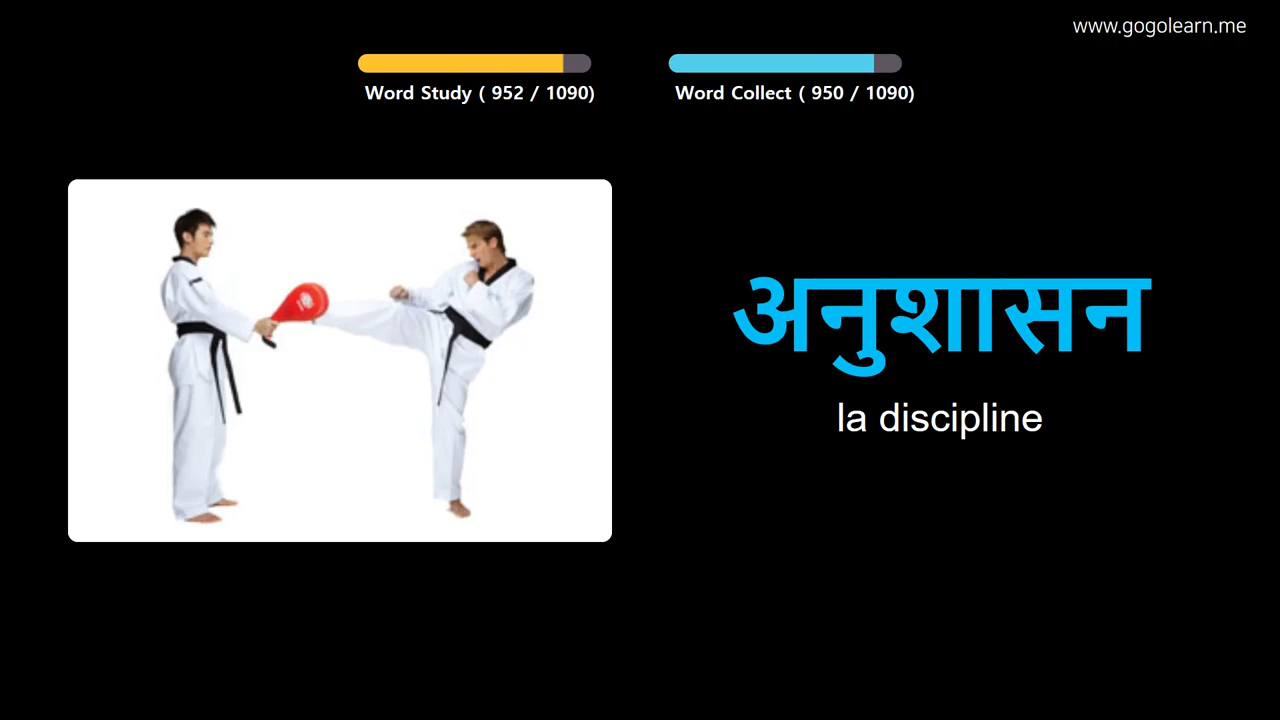 www.gogolearn.me
Word Study ( 952 / 1090)
Word Collect ( 950 / 1090)
अनुशासन
la discipline